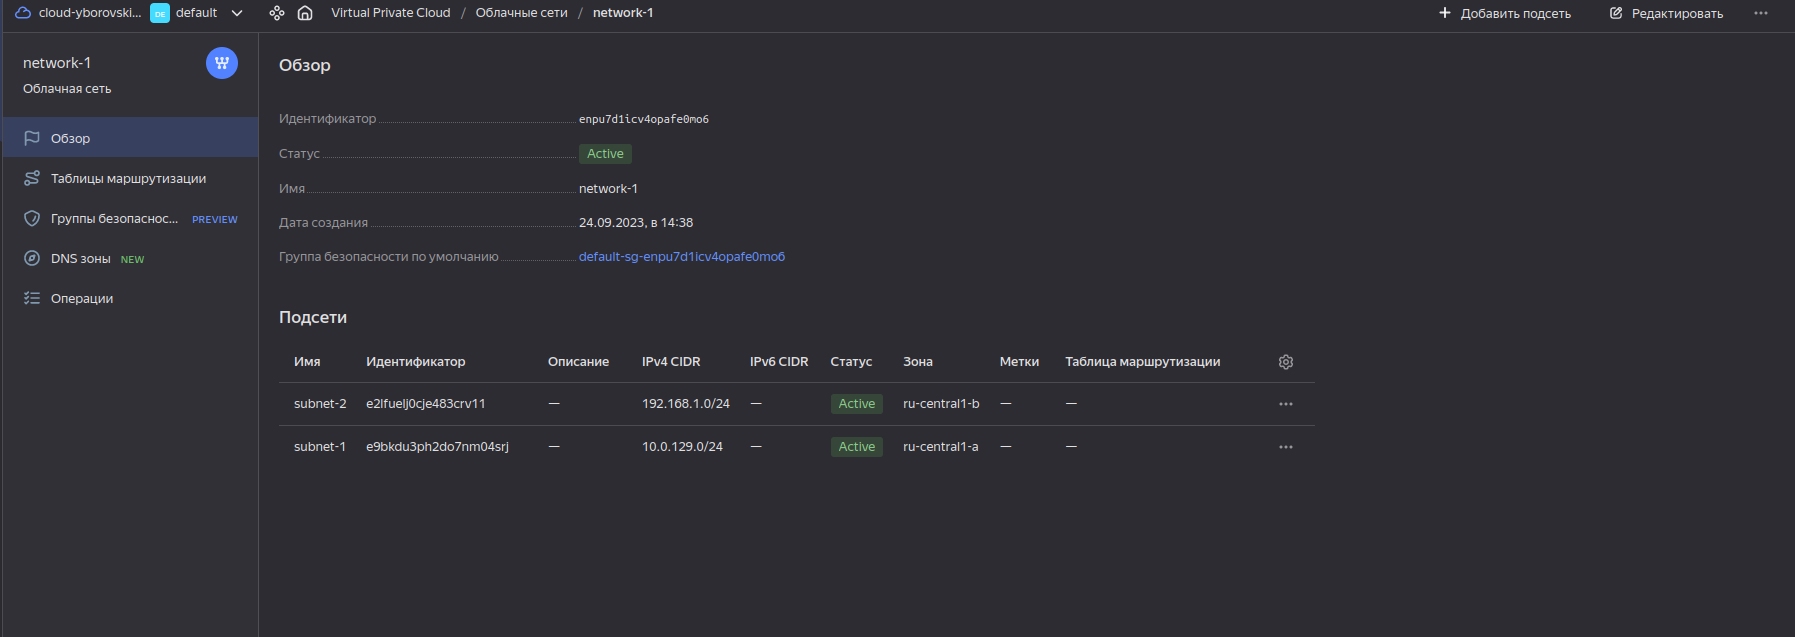 cloud-yborovski... DE default Virtual Private Cloud / Облачные сети / network-1 Добавить подсеть Редактировать
network-1
Облачная сеть
Обзор
Таблицы маршрутизации
Группы безопаснос... PREVIEW
DNS зоны NEW
Операции
Обзор
Идентификатор enpu7d1icv4opafe0mo6
Статус Active
Имя network-1
Дата создания 24.09.2023, в 14:38
Группа безопасности по умолчанию default-sg-enpu7d1icv4opafe0mo6
Подсети
Имя Идентификатор Описание IPv4 CIDR IPv6 CIDR Статус Зона Метки Таблица маршрутизации
subnet-2 e2lfuelj0cje483crv11 — 192.168.1.0/24 — Active ru-central1-b — —
subnet-1 e9bkdu3ph2do7nm04srj — 10.0.129.0/24 — Active ru-central1-a — —